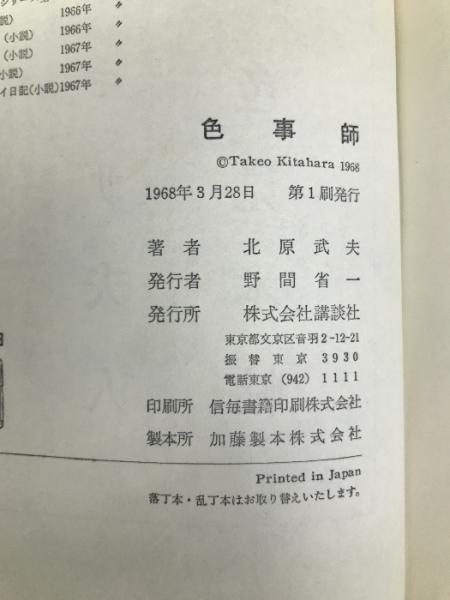 1966年 〃
(小説) 1966年 〃
(小説) 1967年 〃
小説) 1967年 〃
イ日記(小説)1967年 〃
色事師
©Takeo Kitahara 1968
1968年3月28日 第1刷発行
著者 北原武夫
発行者 野間省一
発行所 株式会社講談社
東京都文京区音羽2-12-21
振替東京 3930
電話東京 (942) 1111
印刷所 信毎書籍印刷株式会社
製本所 加藤製本株式会社
Printed in Japan
落丁本・乱丁本はお取り替えいたします。